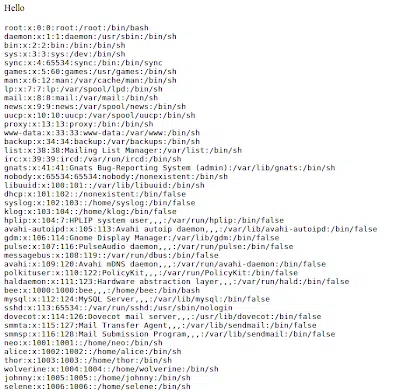 Hello
root:x:0:0:root:/root:/bin/bash
daemon:x:1:1:daemon:/usr/sbin:/bin/sh
bin:x:2:2:bin:/bin:/bin/sh
sys:x:3:3:sys:/dev:/bin/sh
sync:x:4:65534:sync:/bin:/bin/sync
games:x:5:60:games:/usr/games:/bin/sh
man:x:6:12:man:/var/cache/man:/bin/sh
lp:x:7:7:lp:/var/spool/lpd:/bin/sh
mail:x:8:8:mail:/var/mail:/bin/sh
news:x:9:9:news:/var/spool/news:/bin/sh
uucp:x:10:10:uucp:/var/spool/uucp:/bin/sh
proxy:x:13:13:proxy:/bin:/bin/sh
www-data:x:33:33:www-data:/var/www:/bin/sh
backup:x:34:34:backup:/var/backups:/bin/sh
list:x:38:38:Mailing List Manager:/var/list:/bin/sh
irc:x:39:39:ircd:/var/run/ircd:/bin/sh
gnats:x:41:41:Gnats Bug-Reporting System (admin):/var/lib/gnats:/bin/sh
nobody:x:65534:65534:nobody:/nonexistent:/bin/sh
libuuid:x:100:101::/var/lib/libuuid:/bin/sh
dhcp:x:101:102::/nonexistent:/bin/false
syslog:x:102:103::/home/syslog:/bin/false
klog:x:103:104::/home/klog:/bin/false
hplip:x:104:7:HPLIP system user,,,:/var/run/hplip:/bin/false
avahi-autoipd:x:105:113:Avahi autoip daemon,,,:/var/lib/avahi-autoipd:/bin/false
gdm:x:106:114:Gnome Display Manager:/var/lib/gdm:/bin/false
pulse:x:107:116:PulseAudio daemon,,,:/var/run/pulse:/bin/false
messagebus:x:108:119::/var/run/dbus:/bin/false
avahi:x:109:120:Avahi mDNS daemon,,,:/var/run/avahi-daemon:/bin/false
polkituser:x:110:122:PolicyKit,,,:/var/run/PolicyKit:/bin/false
haldaemon:x:111:123:Hardware abstraction layer,,,:/var/run/hald:/bin/false
bee:x:1000:1000:bee,,,:/home/bee:/bin/bash
mysql:x:112:124:MySQL Server,,,:/var/lib/mysql:/bin/false
sshd:x:113:65534::/var/run/sshd:/usr/sbin/nologin
dovecot:x:114:126:Dovecot mail server,,,:/usr/lib/dovecot:/bin/false
smmta:x:115:127:Mail Transfer Agent,,,:/var/lib/sendmail:/bin/false
smmsp:x:116:128:Mail Submission Program,,,:/var/lib/sendmail:/bin/false
neo:x:1001:1001::/home/neo:/bin/sh
alice:x:1002:1002::/home/alice:/bin/sh
thor:x:1003:1003::/home/thor:/bin/sh
wolverine:x:1004:1004::/home/wolverine:/bin/sh
johnny:x:1005:1005::/home/johnny:/bin/sh
selene:x:1006:1006::/home/selene:/bin/sh